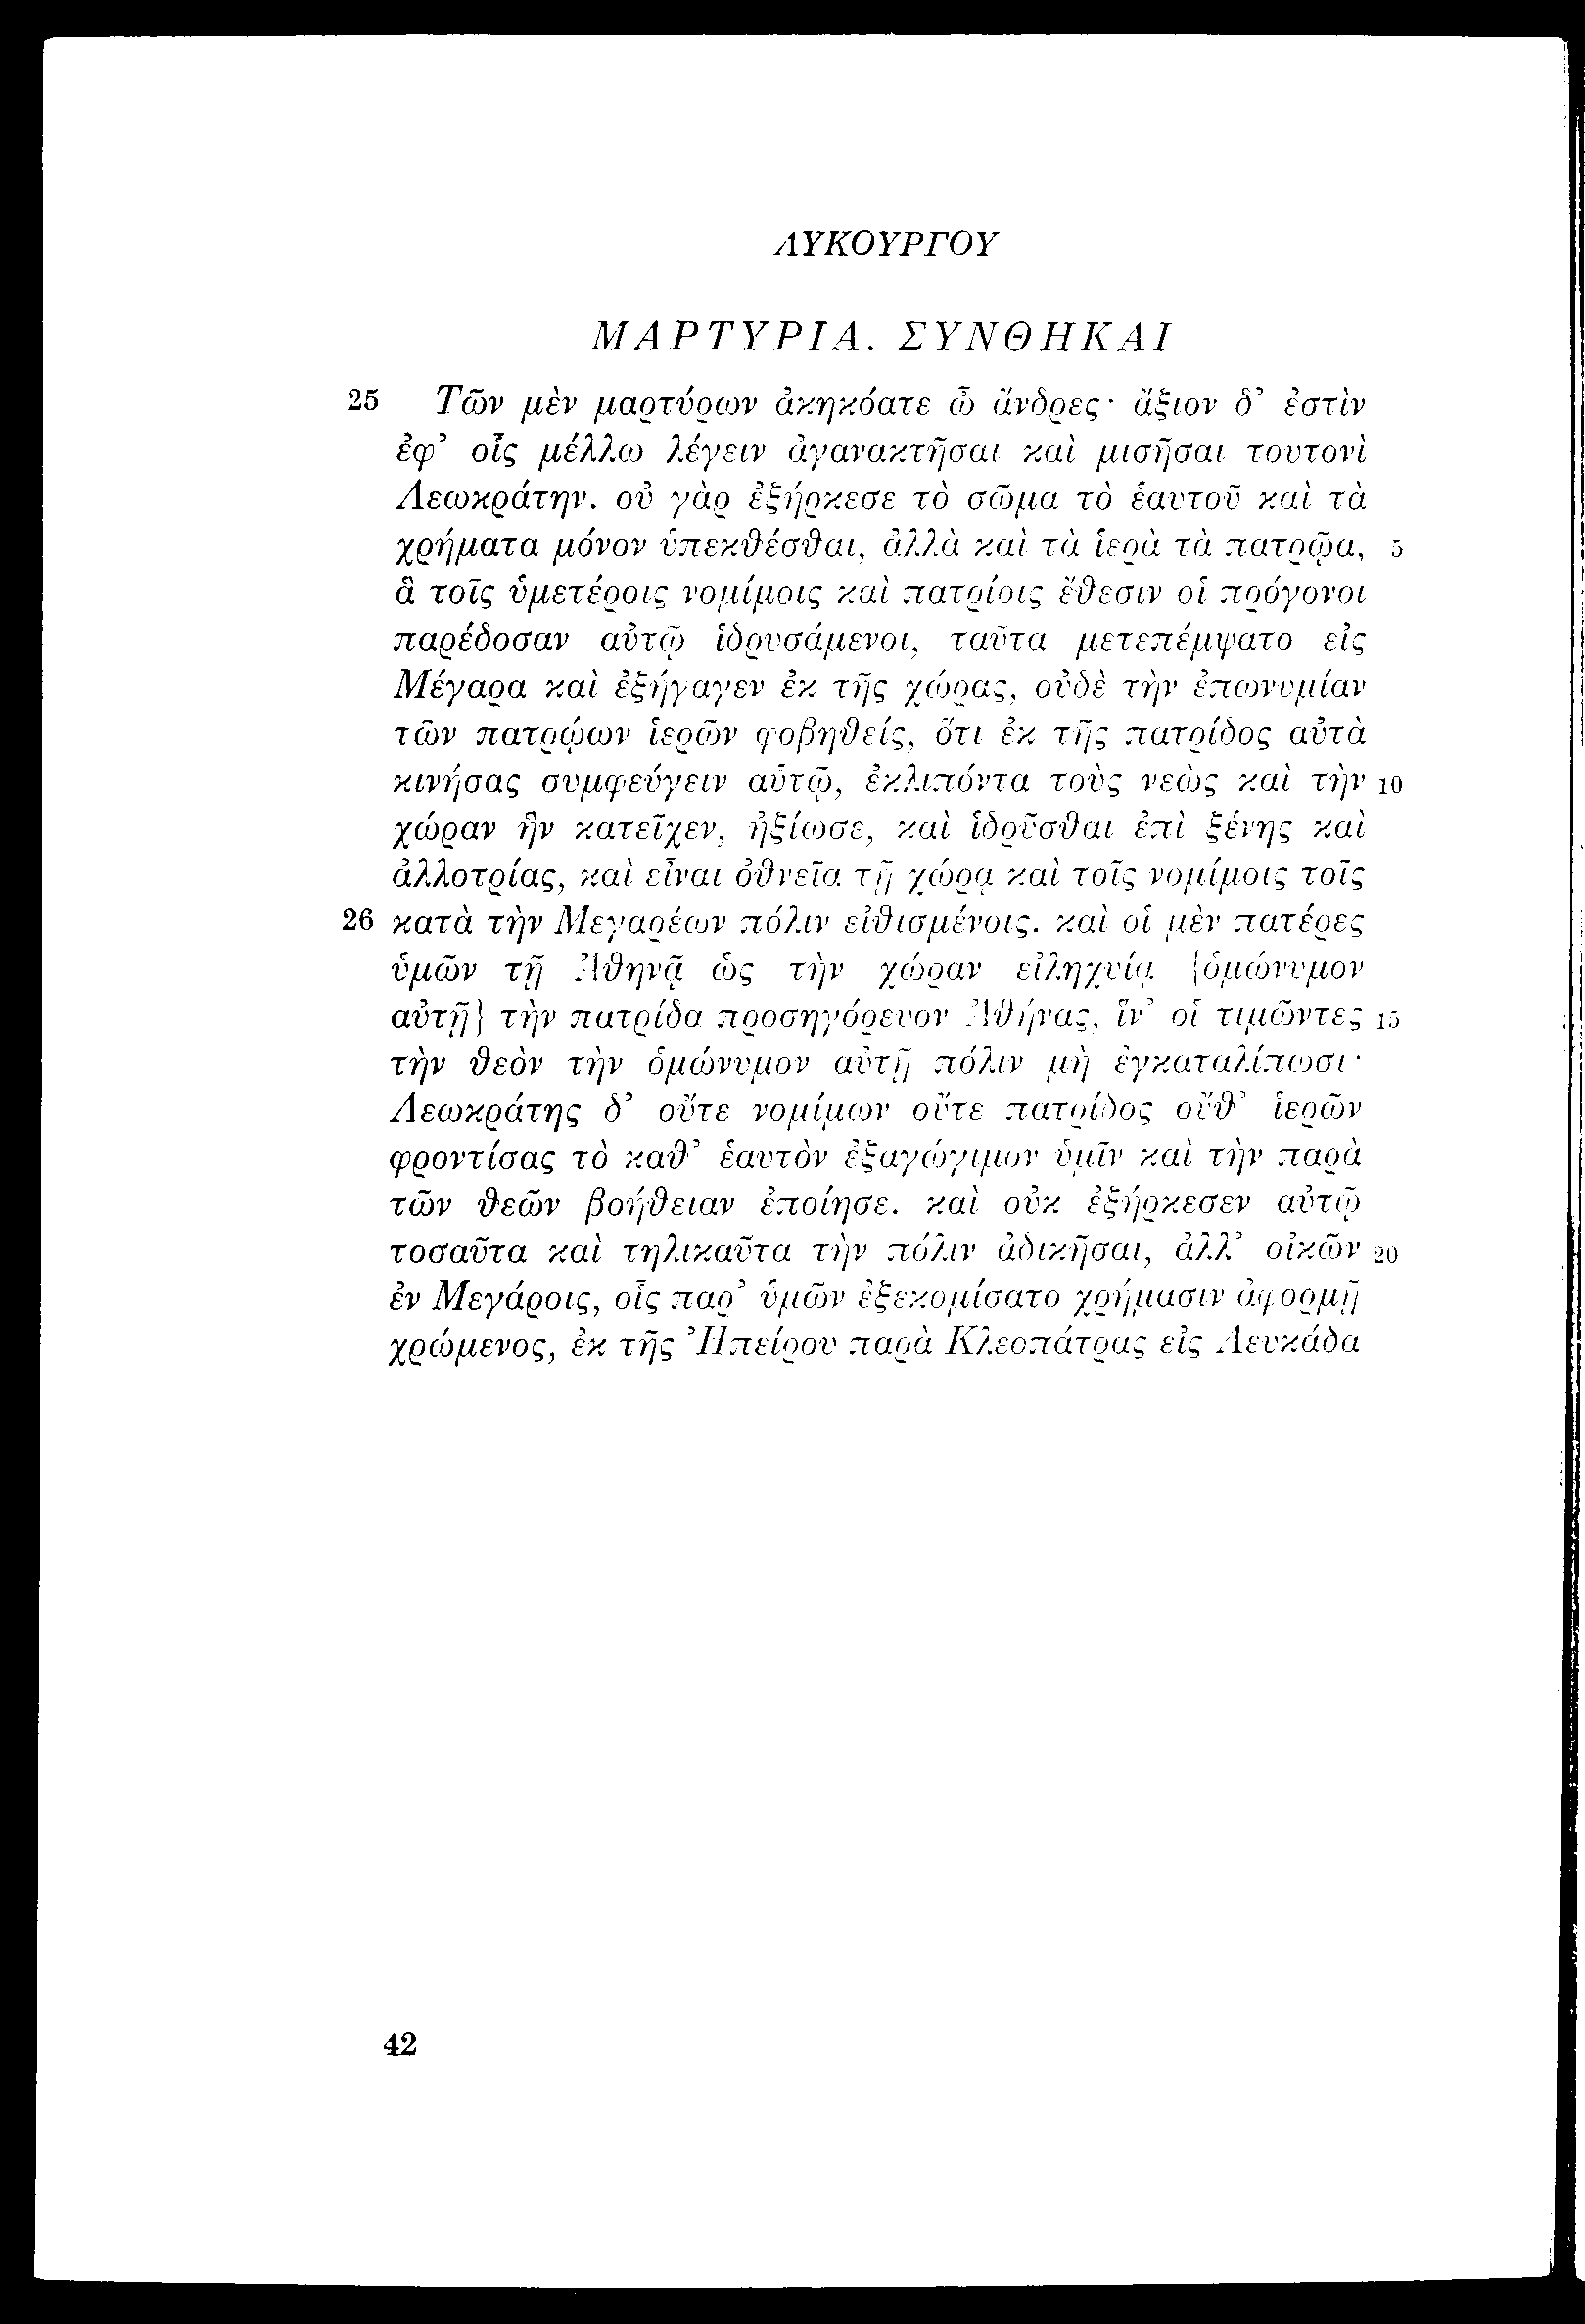 ΛΥΚΟΥΡΓΟΥ
ΜΑΡΤΥΡΙΑ. ΣΥΝΘΗΚΑΙ
25 Τῶν μὲν μαρτύρων ἀκηκόατε ὦ ἄνδρες· ἄξιον δ᾽ ἐστὶν
ἐφ᾽ οἷς μέλλω λέγειν ἀγανακτῆσαι καὶ μισῆσαι τουτονὶ
Λεωκράτην. οὐ γὰρ ἐξήρκεσε τὸ σῶμα τὸ ἑαυτοῦ καὶ τὰ
χρήματα μόνον ὑπεκθέσθαι, ἀλλὰ καὶ τὰ ἱερὰ τὰ πατρῷα, 5
ἃ τοῖς ὑμετέροις νομίμοις καὶ πατρίοις ἔθεσιν οἱ πρόγονοι
παρέδοσαν αὐτῷ ἱδρυσάμενοι, ταῦτα μετεπέμψατο εἰς
Μέγαρα καὶ ἐξήγαγεν ἐκ τῆς χώρας, οὐδὲ τὴν ἐπωνυμίαν
τῶν πατρῴων ἱερῶν φοβηθείς, ὅτι ἐκ τῆς πατρίδος αὐτὰ
κινήσας συμφεύγειν αὑτῷ, ἐκλιπόντα τοὺς νεὼς καὶ τὴν 10
χώραν ἣν κατεῖχεν, ἠξίωσε, καὶ ἱδρῦσθαι ἐπὶ ξένης καὶ
ἀλλοτρίας, καὶ εἶναι ὀθνεῖα τῇ χώρᾳ καὶ τοῖς νομίμοις τοῖς
26 κατὰ τὴν Μεγαρέων πόλιν εἰθισμένοις. καὶ οἱ μὲν πατέρες
ὑμῶν τῇ Ἀθηνᾷ ὡς τὴν χώραν εἰληχυίᾳ {ὁμώνυμον
αὐτῇ} τὴν πατρίδα προσηγόρευον Ἀθήνας, ἵν᾽ οἱ τιμῶντες 15
τὴν θεὸν τὴν ὁμώνυμον αὐτῇ πόλιν μὴ ἐγκαταλίπωσι·
Λεωκράτης δ᾽ οὔτε νομίμων οὔτε πατρίδος οὔθ᾽ ἱερῶν
φροντίσας τὸ καθ᾽ ἑαυτὸν ἐξαγώγιμον ὑμῖν καὶ τὴν παρὰ
τῶν θεῶν βοήθειαν ἐποίησε. καὶ οὐκ ἐξήρκεσεν αὐτῷ
τοσαῦτα καὶ τηλικαῦτα τὴν πόλιν ἀδικῆσαι, ἀλλ᾽ οἰκῶν 20
ἐν Μεγάροις, οἷς παρ᾽ ὑμῶν ἐξεκομίσατο χρήμασιν ἀφορμῇ
χρώμενος, ἐκ τῆς Ἠπείρου παρὰ Κλεοπάτρας εἰς Λευκάδα
42